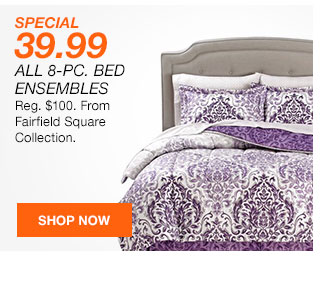 SPECIAL
39.99
ALL 8-PC. BED
ENSEMBLES
Reg. $100. From
Fairfield Square
Collection.
SHOP NOW